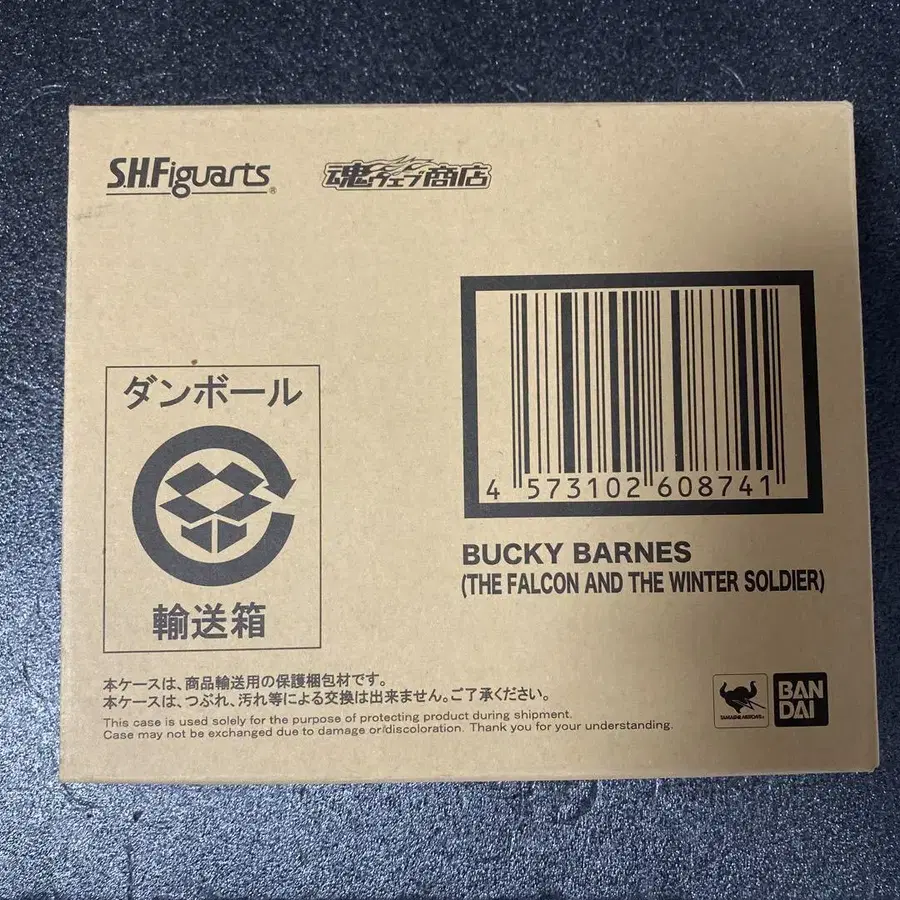 S.H.Figuarts®
魂ウェブ商店
4 573102 608741
BUCKY BARNES
(THE FALCON AND THE WINTER SOLDIER)
ダンボール
輸送箱
本ケースは、商品輸送用の保護梱包材です。
本ケースは、つぶれ、汚れ等による交換は出来ません。ご了承ください。
This case is used solely for the purpose of protecting product during shipment.
Case may not be exchanged due to damage or discoloration. Thank you for your understanding.
TAMASHII NATIONS
BAN
DAI